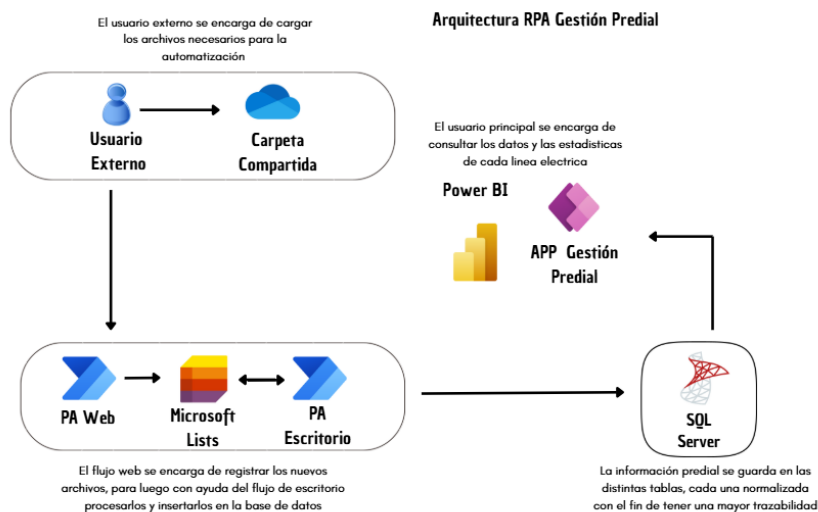 Arquitectura RPA Gestión Predial
El usuario externo se encarga de cargar
los archivos necesarios para la
automatización
Usuario
Externo
Carpeta
Compartida
El usuario principal se encarga de
consultar los datos y las estadisticas
de cada linea electrica
Power BI
APP Gestión
Predial
PA Web
Microsoft
Lists
PA
Escritorio
SQL
Server
El flujo web se encarga de registrar los nuevos
archivos, para luego con ayuda del flujo de escritorio
procesarlos y insertarlos en la base de datos
La información predial se guarda en las
distintas tablas, cada una normalizada
con el fin de tener una mayor trazabilidad